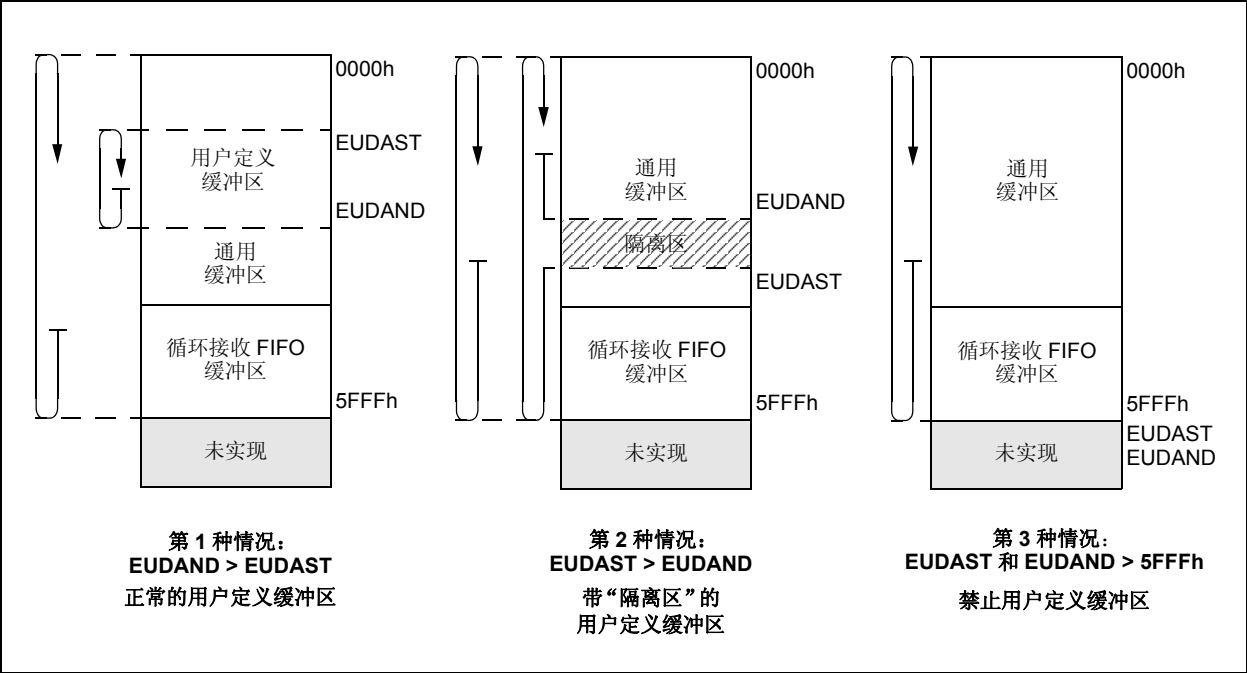 0000h
EUDAST
用户定义
缓冲区
EUDAND
通用
缓冲区
循环接收 FIFO
缓冲区
5FFFh
未实现
第 1 种情况：
EUDAND > EUDAST
正常的用户定义缓冲区
0000h
通用
缓冲区
EUDAND
隔离区
EUDAST
循环接收 FIFO
缓冲区
5FFFh
未实现
第 2 种情况：
EUDAST > EUDAND
带“隔离区”的
用户定义缓冲区
0000h
通用
缓冲区
循环接收 FIFO
缓冲区
5FFFh
EUDAST
EUDAND
未实现
第 3 种情况：
EUDAST 和 EUDAND > 5FFFh
禁止用户定义缓冲区